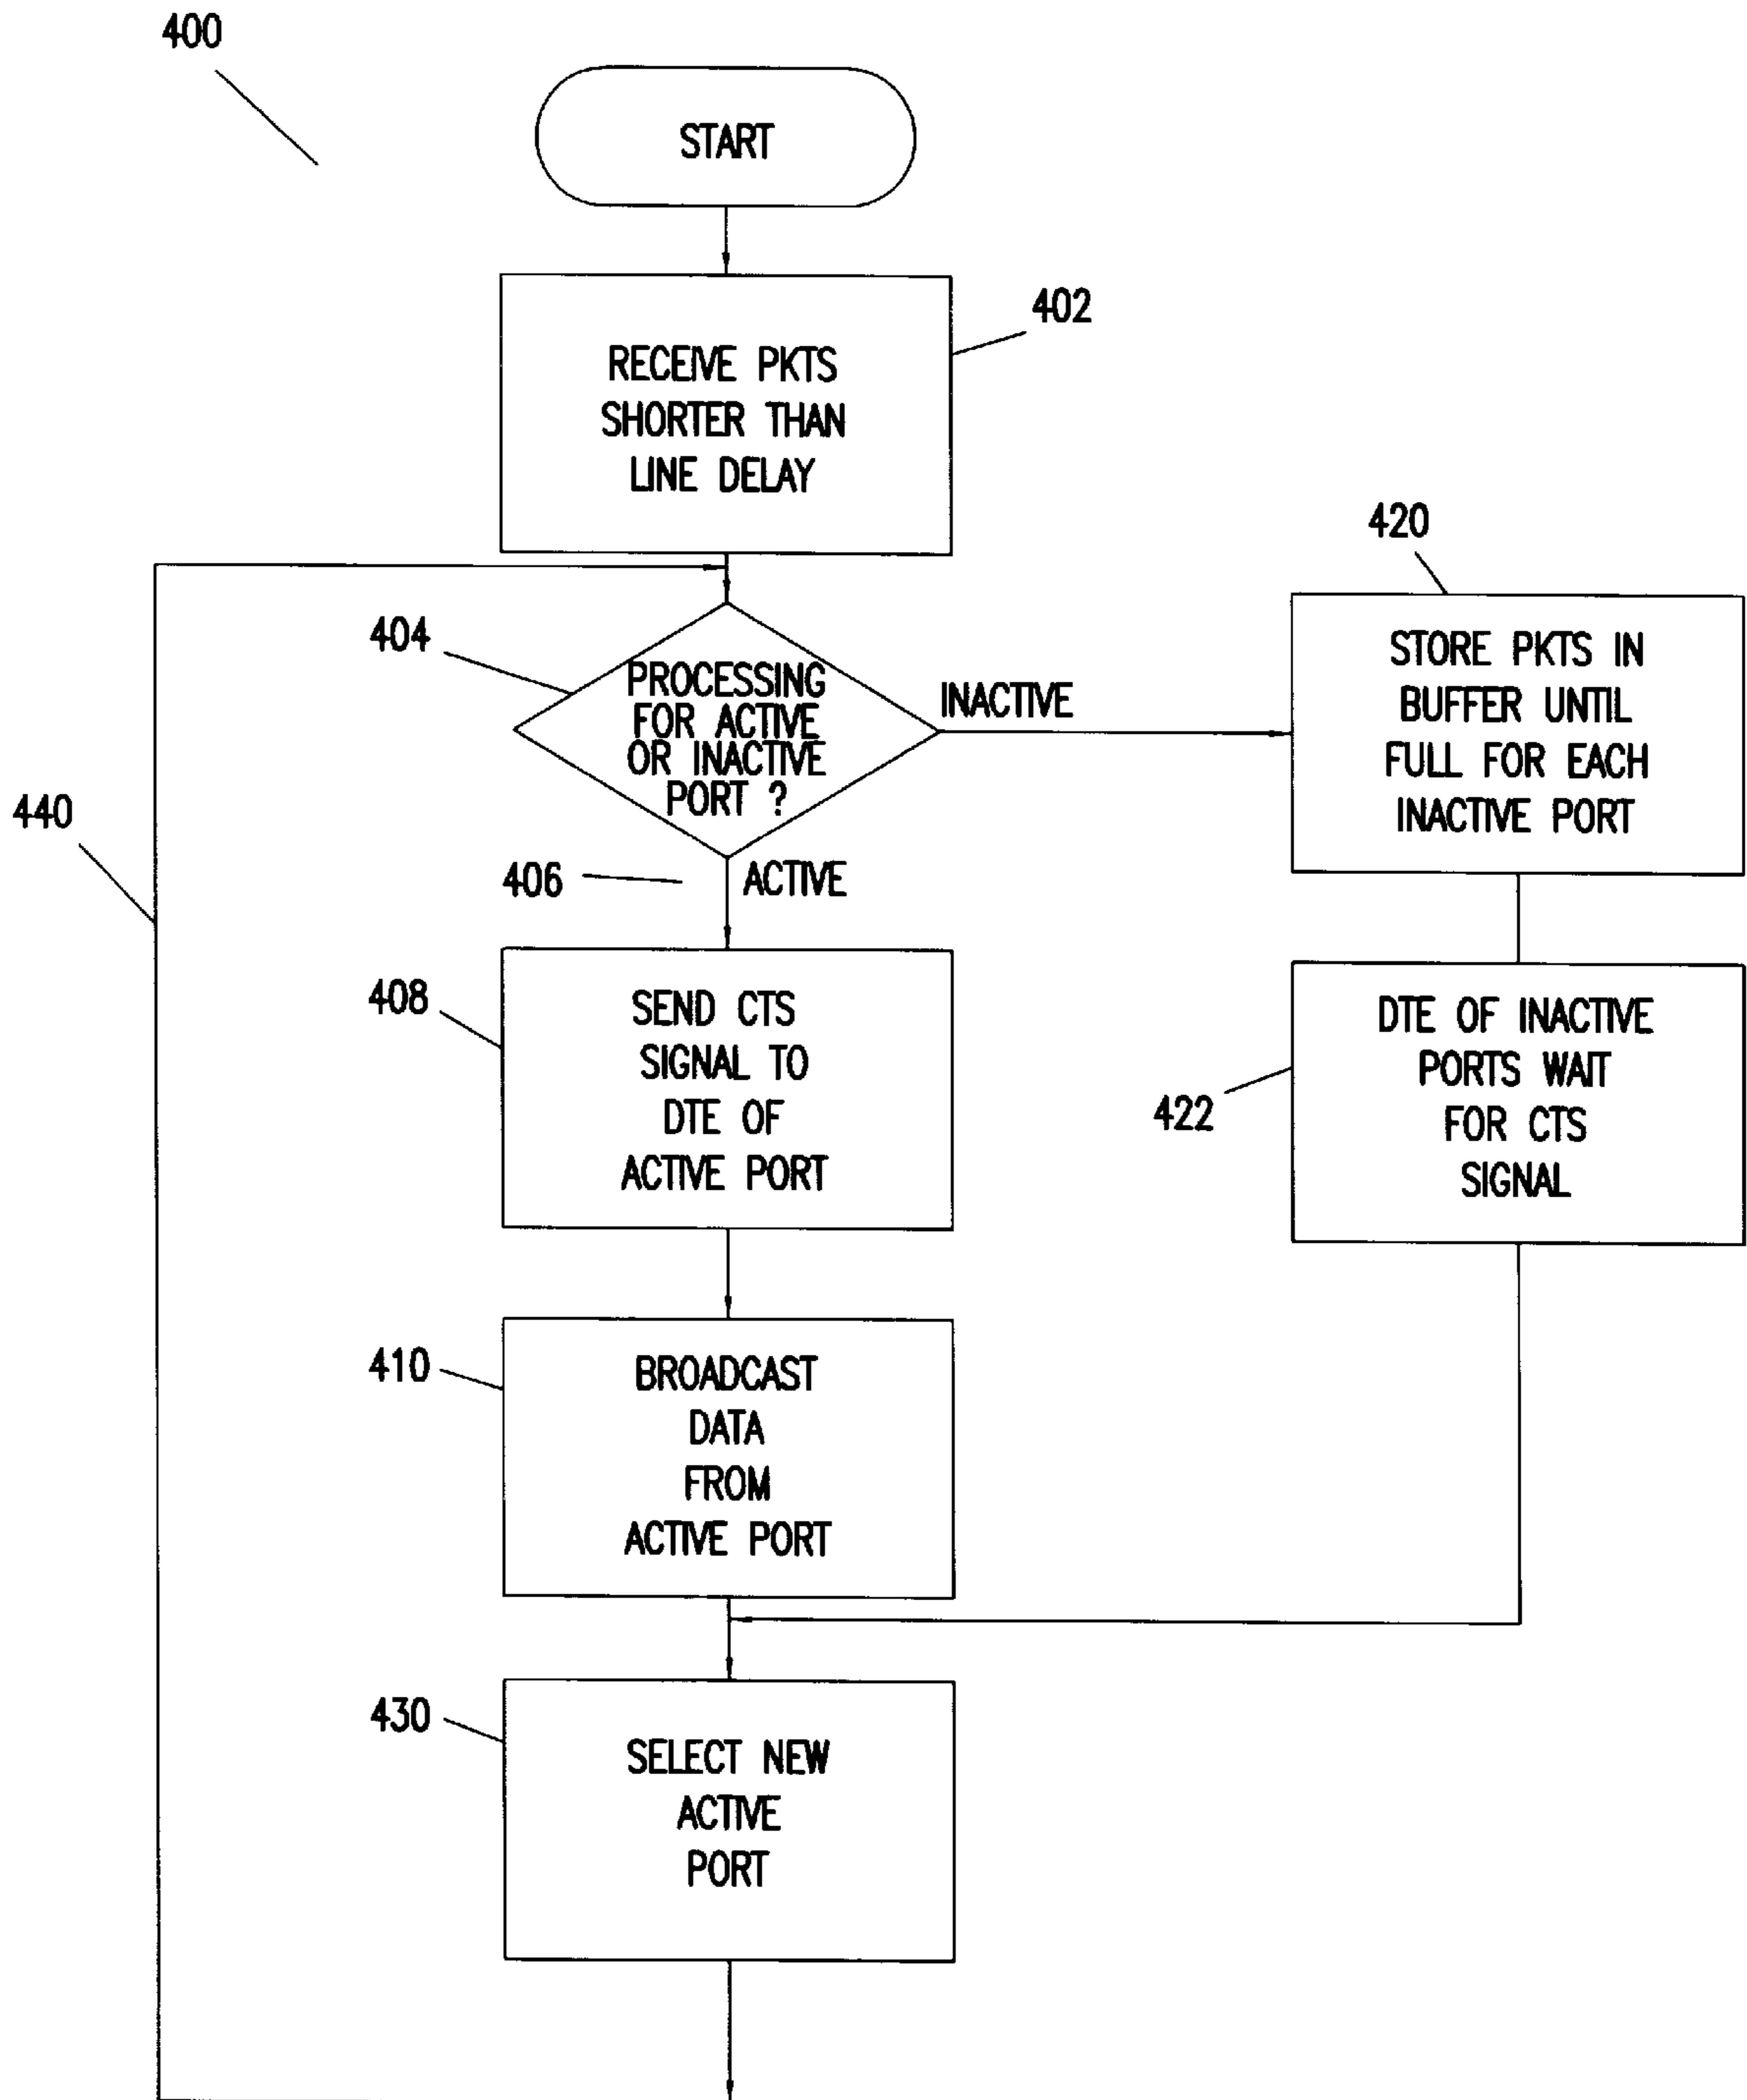 400
START
402
RECEIVE PKTS
SHORTER THAN
LINE DELAY
404
PROCESSING
FOR ACTIVE
OR INACTIVE
PORT ?
INACTIVE
420
STORE PKTS IN
BUFFER UNTIL
FULL FOR EACH
INACTIVE PORT
440
406
ACTIVE
408
SEND CTS
SIGNAL TO
DTE OF
ACTIVE PORT
422
DTE OF INACTIVE
PORTS WAIT
FOR CTS
SIGNAL
410
BROADCAST
DATA
FROM
ACTIVE PORT
430
SELECT NEW
ACTIVE
PORT